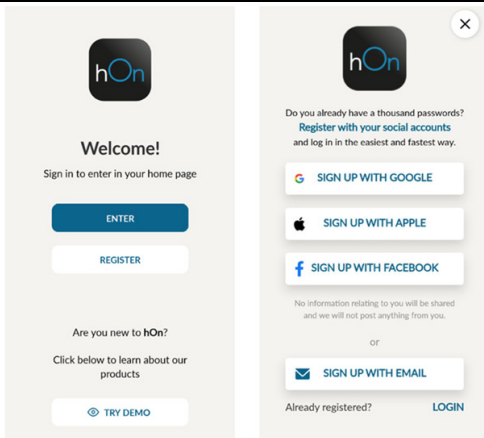 hOn
Welcome!
Sign in to enter in your home page
ENTER
REGISTER
Are you new to hOn?
Click below to learn about our
products
TRY DEMO
hOn
Do you already have a thousand passwords?
Register with your social accounts
and log in in the easiest and fastest way.
SIGN UP WITH GOOGLE
SIGN UP WITH APPLE
SIGN UP WITH FACEBOOK
No information relating to you will be shared
and we will not post anything from you.
or
SIGN UP WITH EMAIL
Already registered? LOGIN